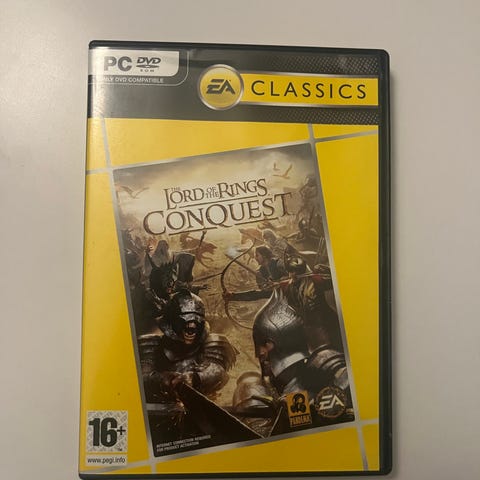 PC DVD
ROM
ONLY DVD COMPATIBLE
EA CLASSICS
THE
LORD OF THE RINGS
CONQUEST
16+
www.pegi.info
INTERNET CONNECTION REQUIRED
FOR PRODUCT ACTIVATION
PANDEMIC
EA